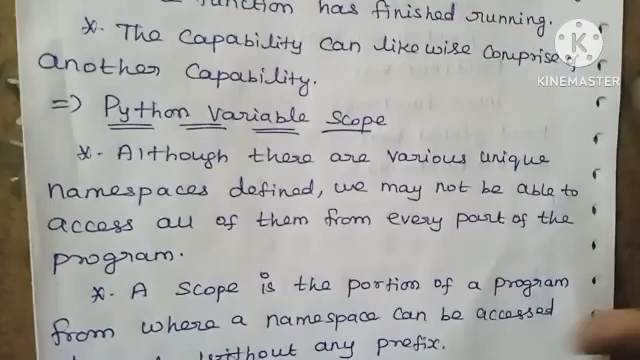 function has finished running.
*. The capability can likewise comprise
another capability.
=> Python Variable Scope
*. Although there are various unique
namespaces defined, we may not be able to
access all of them from every part of the
program.
*. A scope is the portion of a program
from where a namespace can be accessed
without any prefix.
K
KINEMASTER